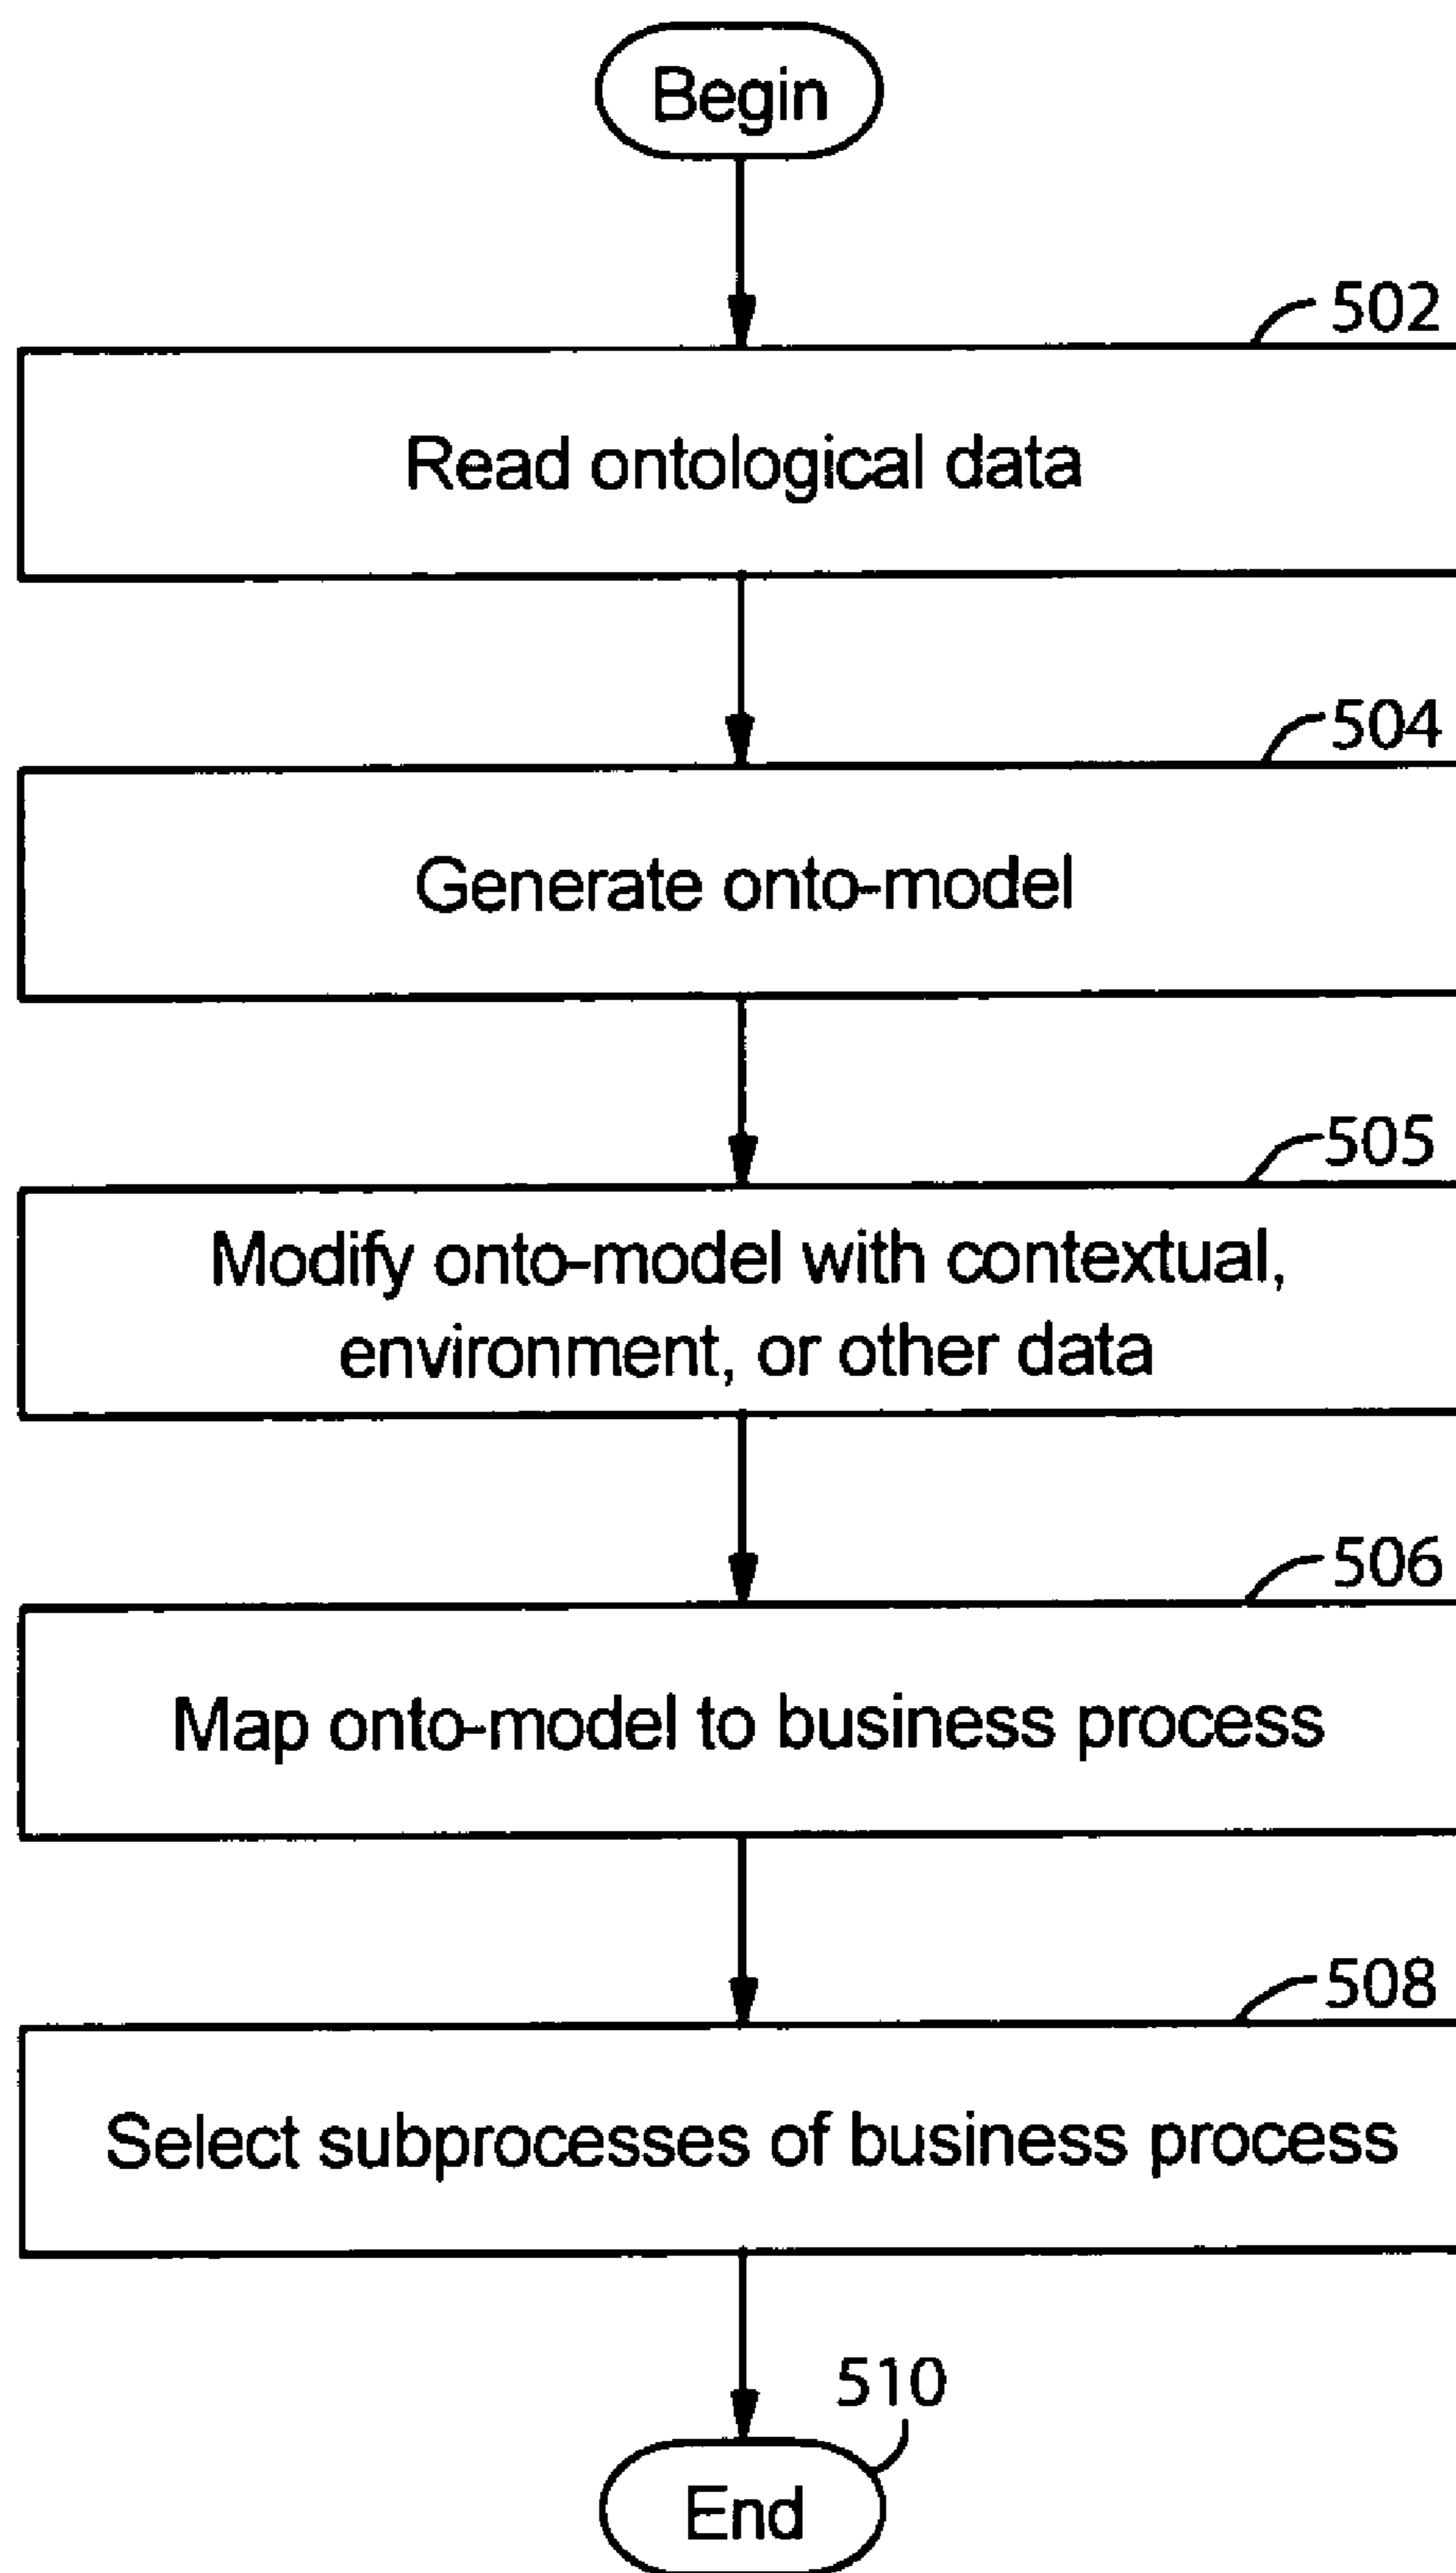 Begin
502
Read ontological data
504
Generate onto-model
505
Modify onto-model with contextual,
environment, or other data
506
Map onto-model to business process
508
Select subprocesses of business process
510
End